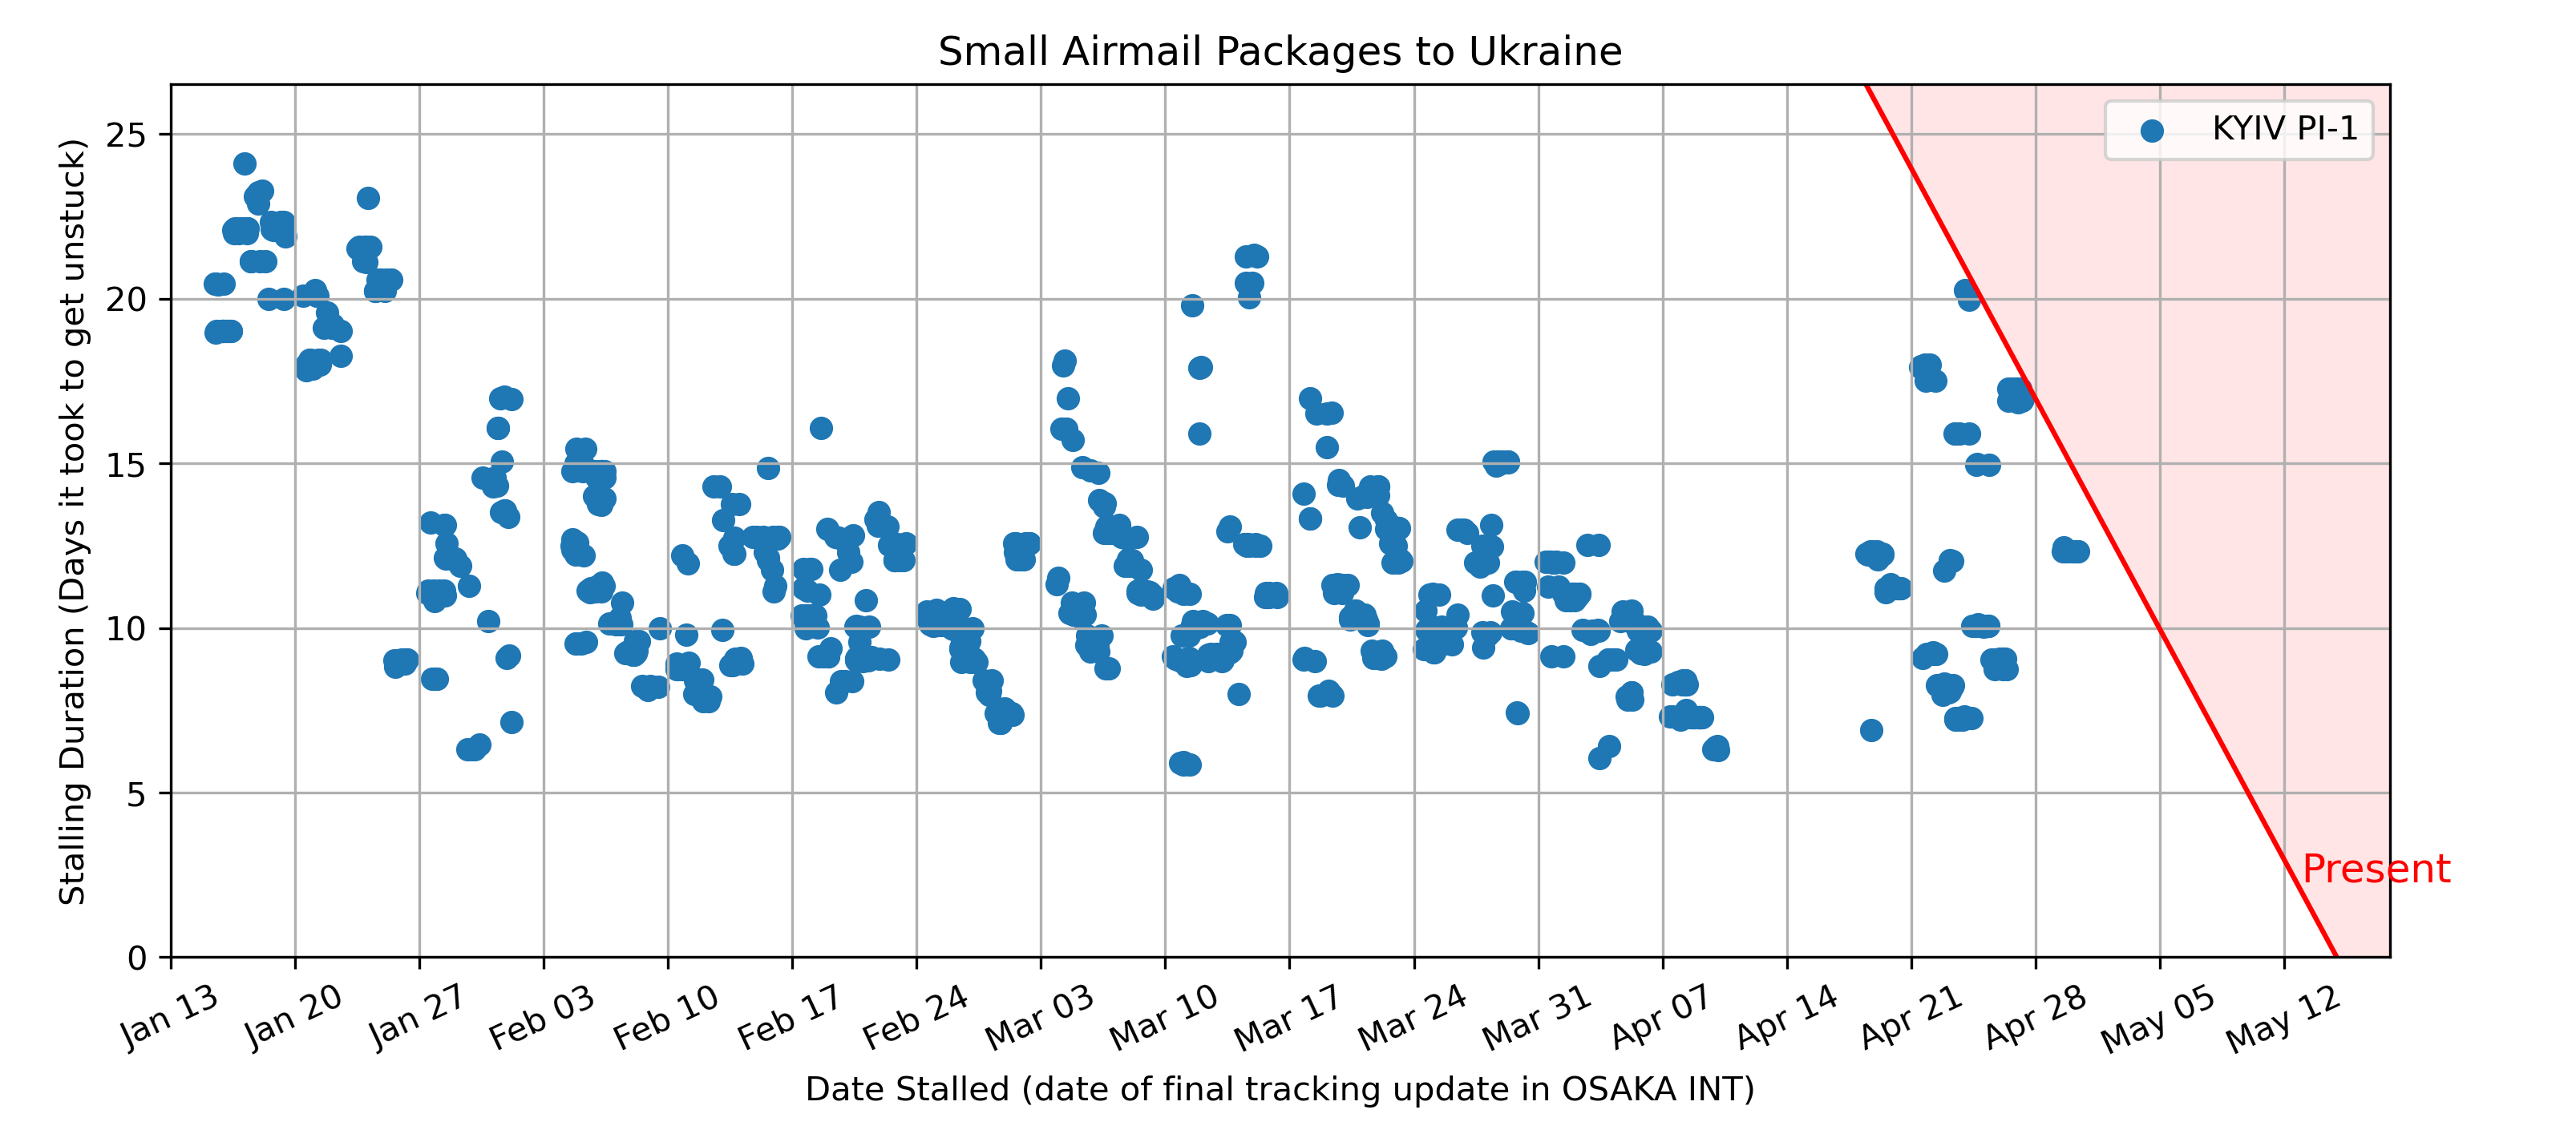 Small Airmail Packages to Ukraine
KYIV PI-1
Stalling Duration (Days it took to get unstuck)
25
20
15
10
5
0
Present
Jan 13
Jan 20
Jan 27
Feb 03
Feb 10
Feb 17
Feb 24
Mar 03
Mar 10
Mar 17
Mar 24
Mar 31
Apr 07
Apr 14
Apr 21
Apr 28
May 05
May 12
Date Stalled (date of final tracking update in OSAKA INT)